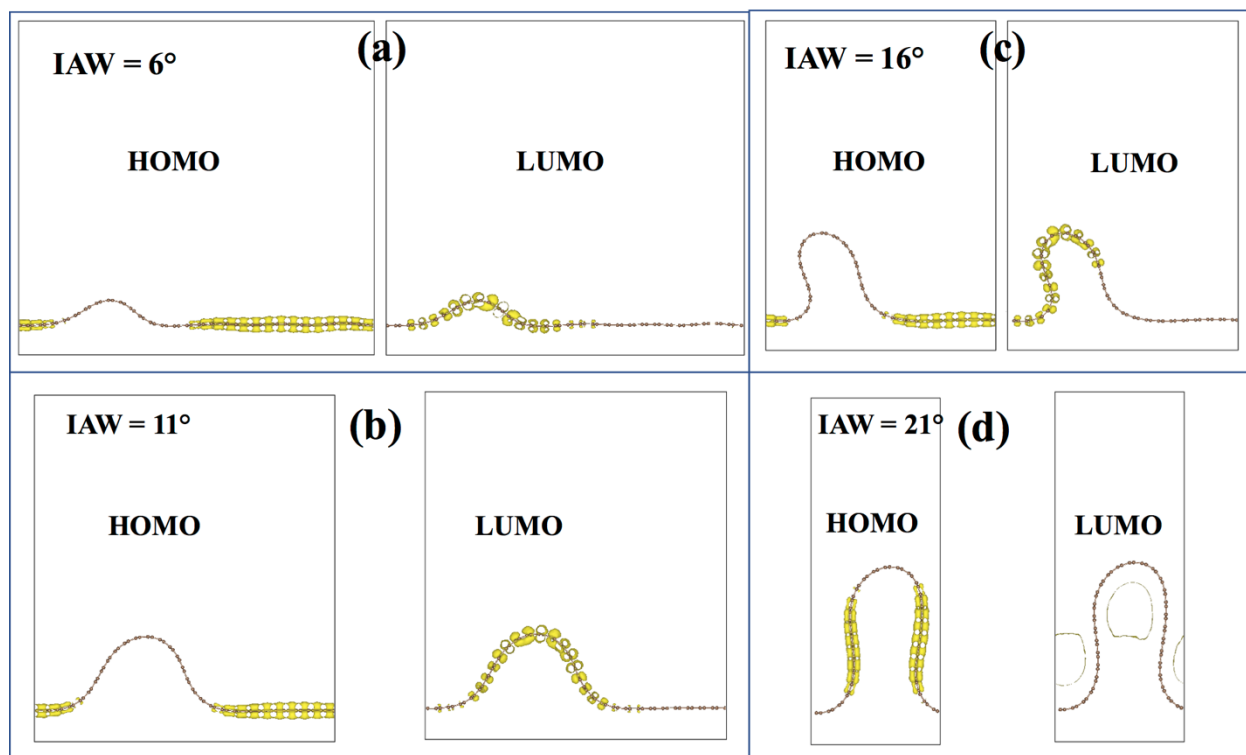 (a)
IAW = 6°
HOMO
LUMO
(c)
IAW = 16°
HOMO
LUMO
(b)
IAW = 11°
HOMO
LUMO
(d)
IAW = 21°
HOMO
LUMO